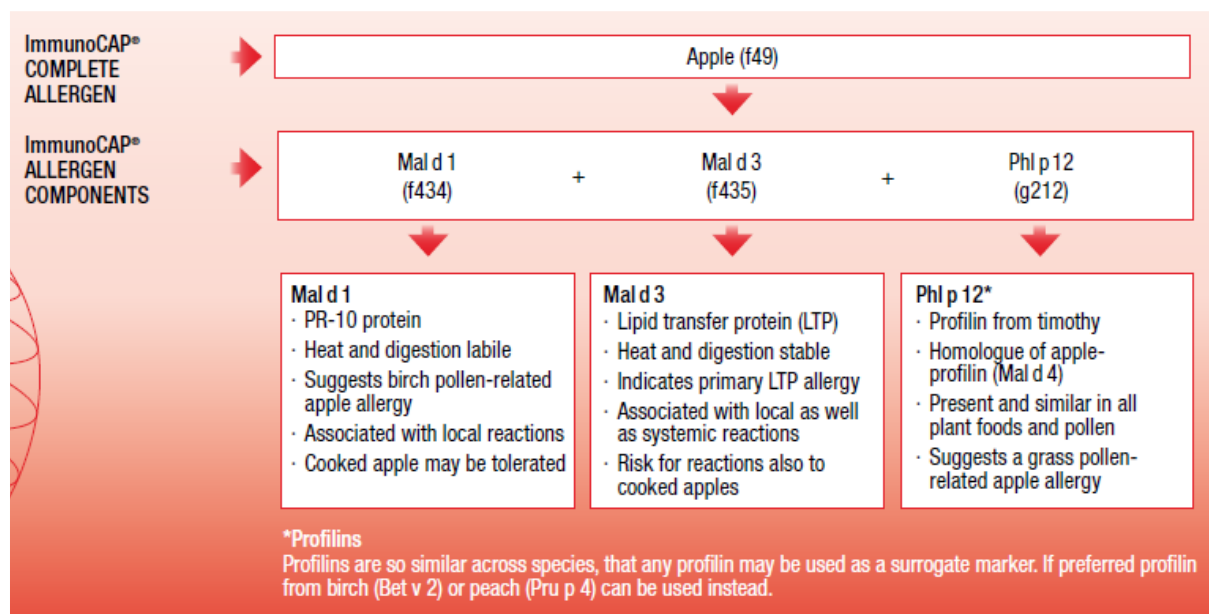 ImmunoCAP®
COMPLETE
ALLERGEN
Apple (f49)
ImmunoCAP®
ALLERGEN
COMPONENTS
Mal d 1
(f434)
+
Mal d 3
(f435)
+
Phl p 12
(g212)
Mal d 1
· PR-10 protein
· Heat and digestion labile
· Suggests birch pollen-related
apple allergy
· Associated with local reactions
· Cooked apple may be tolerated
Mal d 3
· Lipid transfer protein (LTP)
· Heat and digestion stable
· Indicates primary LTP allergy
· Associated with local as well
as systemic reactions
· Risk for reactions also to
cooked apples
Phl p 12*
· Profilin from timothy
· Homologue of apple-
profilin (Mal d 4)
· Present and similar in all
plant foods and pollen
· Suggests a grass pollen-
related apple allergy
*Profilins
Profilins are so similar across species, that any profilin may be used as a surrogate marker. If preferred profilin
from birch (Bet v 2) or peach (Pru p 4) can be used instead.